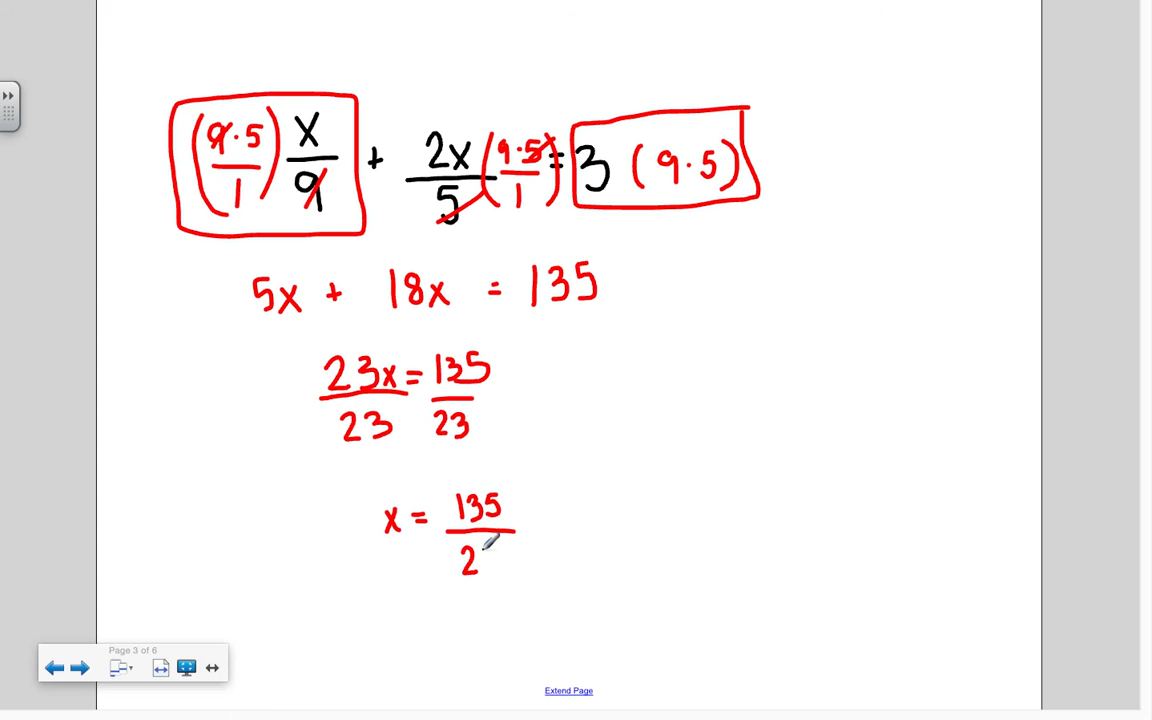 (9·5/1) x/9 + 2x/5 (9·5/1) = 3 (9·5)
5x + 18x = 135
23x/23 = 135/23
x = 135/2
Page 3 of 6
Extend Page